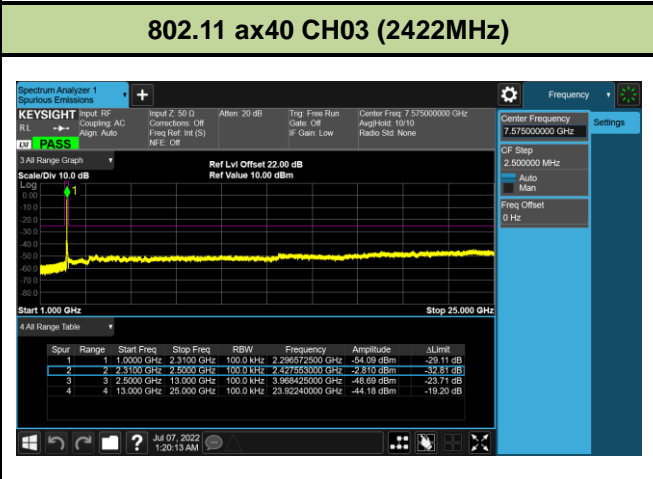 802.11 ax40 CH03 (2422MHz)
Spectrum Analyzer 1
Spurious Emissions
+
Frequency
KEYSIGHT Input: RF Input Z: 50 Ω Atten: 20 dB Trig: Free Run Center Freq: 7.575000000 GHz
RL Coupling: AC Corrections: Off Gate: Off Avg|Hold: 10/10
Align: Auto Freq Ref: Int (S) IF Gain: Low Radio Std: None
NFE: Off
LXI PASS
Center Frequency
7.575000000 GHz
Settings
CF Step
2.500000 MHz
Auto
Man
Freq Offset
0 Hz
3 All Range Graph
Ref Lvl Offset 22.00 dB
Scale/Div 10.0 dB Ref Value 10.00 dBm
Log
1
0.00
-10.0
-20.0
-30.0
-40.0
-50.0
-60.0
-70.0
-80.0
Start 1.000 GHz Stop 25.000 GHz
4 All Range Table
Spur Range Start Freq Stop Freq RBW Frequency Amplitude ΔLimit
1 1 1.0000 GHz 2.3100 GHz 100.0 kHz 2.296572500 GHz -54.09 dBm -29.11 dB
2 2 2.3100 GHz 2.5000 GHz 100.0 kHz 2.427553000 GHz -2.810 dBm -32.81 dB
3 3 2.5000 GHz 13.000 GHz 100.0 kHz 3.968425000 GHz -48.69 dBm -23.71 dB
4 4 13.000 GHz 25.000 GHz 100.0 kHz 23.92240000 GHz -44.18 dBm -19.20 dB
? Jul 07, 2022
1:20:13 AM